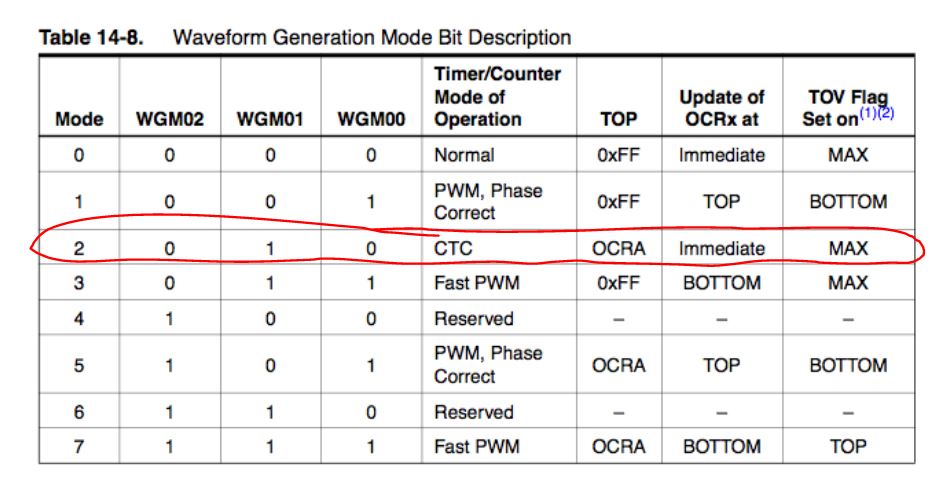 Table 14-8. Waveform Generation Mode Bit Description
Timer/Counter
Mode of Update of TOV Flag
Mode WGM02 WGM01 WGM00 Operation TOP OCRx at Set on(1)(2)
0 0 0 0 Normal 0xFF Immediate MAX
1 0 0 1 PWM, Phase Correct 0xFF TOP BOTTOM
2 0 1 0 CTC OCRA Immediate MAX
3 0 1 1 Fast PWM 0xFF BOTTOM MAX
4 1 0 0 Reserved – – –
5 1 0 1 PWM, Phase Correct OCRA TOP BOTTOM
6 1 1 0 Reserved – – –
7 1 1 1 Fast PWM OCRA BOTTOM TOP